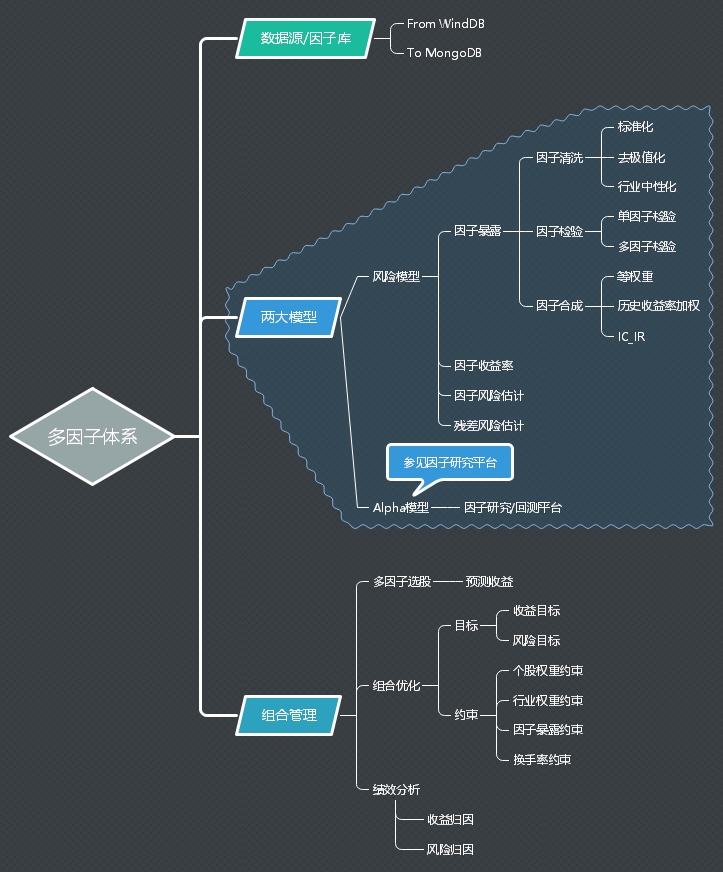 数据源/因子库
From WindDB
To MongoDB
多因子体系
两大模型
风险模型
因子暴露
因子清洗
标准化
去极值化
行业中性化
因子检验
单因子检验
多因子检验
因子合成
等权重
历史收益率加权
IC_IR
因子收益率
因子风险估计
残差风险估计
参见因子研究平台
Alpha模型
因子研究/回测平台
组合管理
多因子选股
预测收益
组合优化
目标
收益目标
风险目标
约束
个股权重约束
行业权重约束
因子暴露约束
换手率约束
绩效分析
收益归因
风险归因